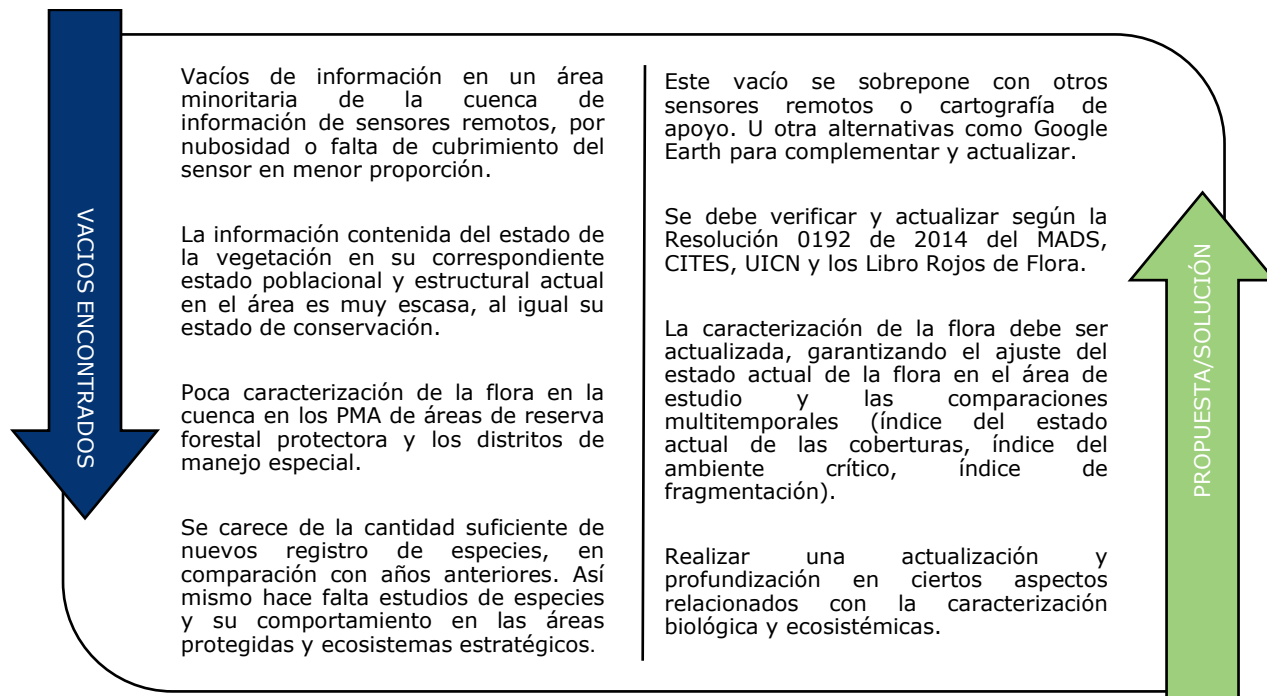 VACIOS ENCONTRADOS
Vacíos de información en un área
minoritaria de la cuenca de
información de sensores remotos, por
nubosidad o falta de cubrimiento del
sensor en menor proporción.
La información contenida del estado de
la vegetación en su correspondiente
estado poblacional y estructural actual
en el área es muy escasa, al igual su
estado de conservación.
Poca caracterización de la flora en la
cuenca en los PMA de áreas de reserva
forestal protectora y los distritos de
manejo especial.
Se carece de la cantidad suficiente de
nuevos registro de especies, en
comparación con años anteriores. Así
mismo hace falta estudios de especies
y su comportamiento en las áreas
protegidas y ecosistemas estratégicos.
Este vacío se sobrepone con otros
sensores remotos o cartografía de
apoyo. U otra alternativas como Google
Earth para complementar y actualizar.
Se debe verificar y actualizar según la
Resolución 0192 de 2014 del MADS,
CITES, UICN y los Libro Rojos de Flora.
La caracterización de la flora debe ser
actualizada, garantizando el ajuste del
estado actual de la flora en el área de
estudio y las comparaciones
multitemporales (índice del estado
actual de las coberturas, índice del
ambiente crítico, índice de
fragmentación).
Realizar una actualización y
profundización en ciertos aspectos
relacionados con la caracterización
biológica y ecosistémicas.
PROPUESTA/SOLUCIÓN